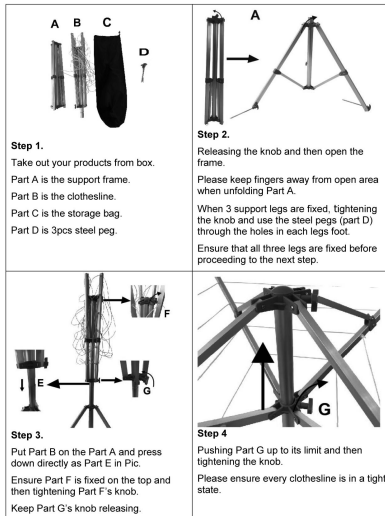 A B C
D
Step 1.
Take out your products from box.
Part A is the support frame.
Part B is the clothesline.
Part C is the storage bag.
Part D is 3pcs steel peg.
A
Step 2.
Releasing the knob and then open the
frame.
Please keep fingers away from open area
when unfolding Part A.
When 3 support legs are fixed, tightening
the knob and use the steel pegs (part D)
through the holes in each legs foot.
Ensure that all three legs are fixed before
proceeding to the next step.
F
E
G
Step 3.
Put Part B on the Part A and press
down directly as Part E in Pic.
Ensure Part F is fixed on the top and
then tightening Part F's knob.
Keep Part G's knob releasing.
G
Step 4
Pushing Part G up to its limit and then
tightening the knob.
Please ensure every clothesline is in a tight
state.